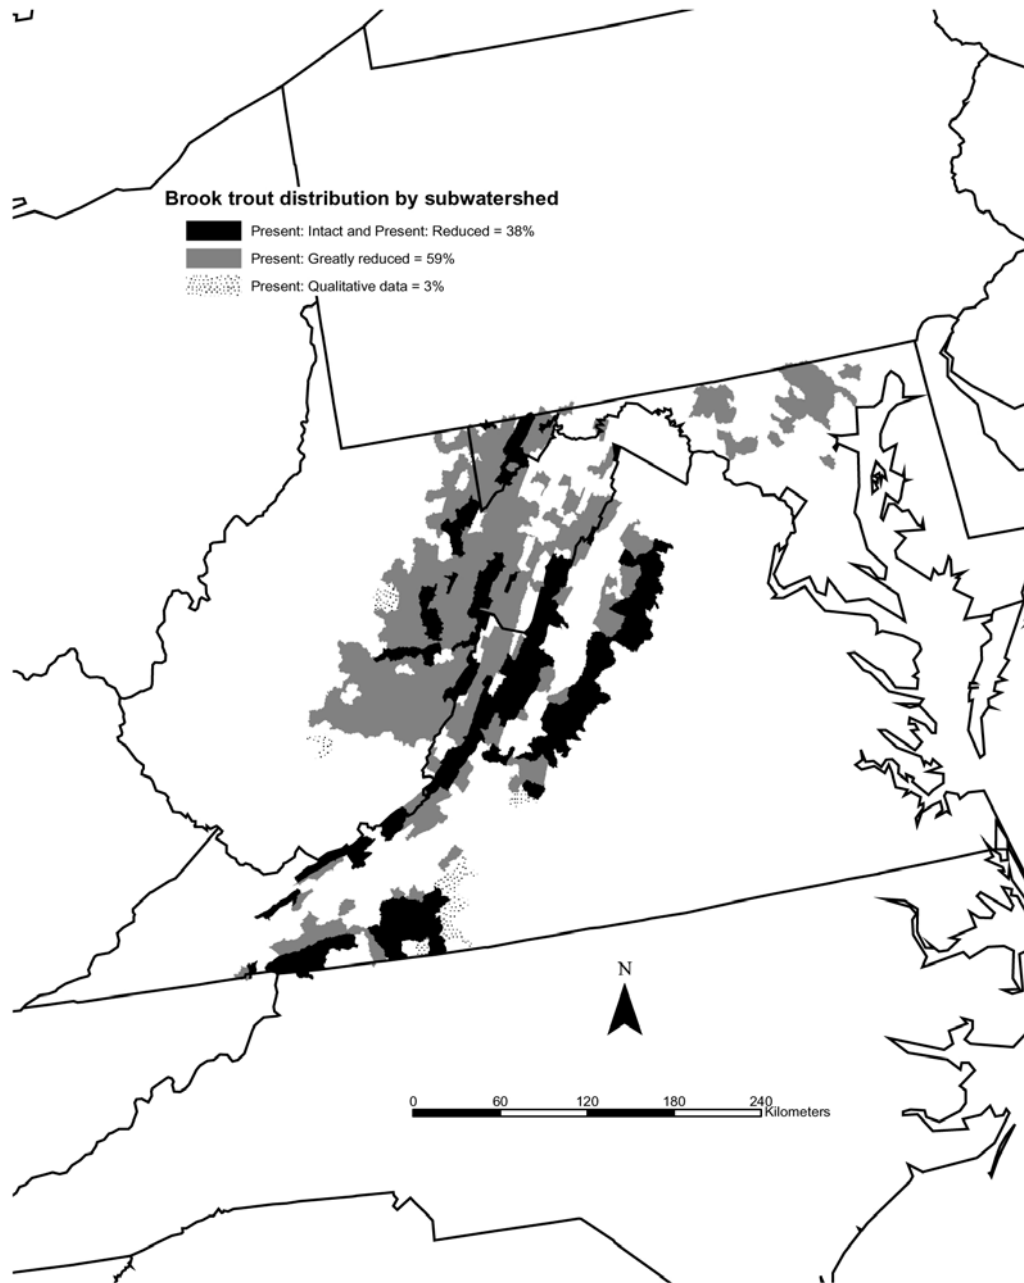 Brook trout distribution by subwatershed
Present: Intact and Present: Reduced = 38%
Present: Greatly reduced = 59%
Present: Qualitative data = 3%
N
0 60 120 180 240
Kilometers